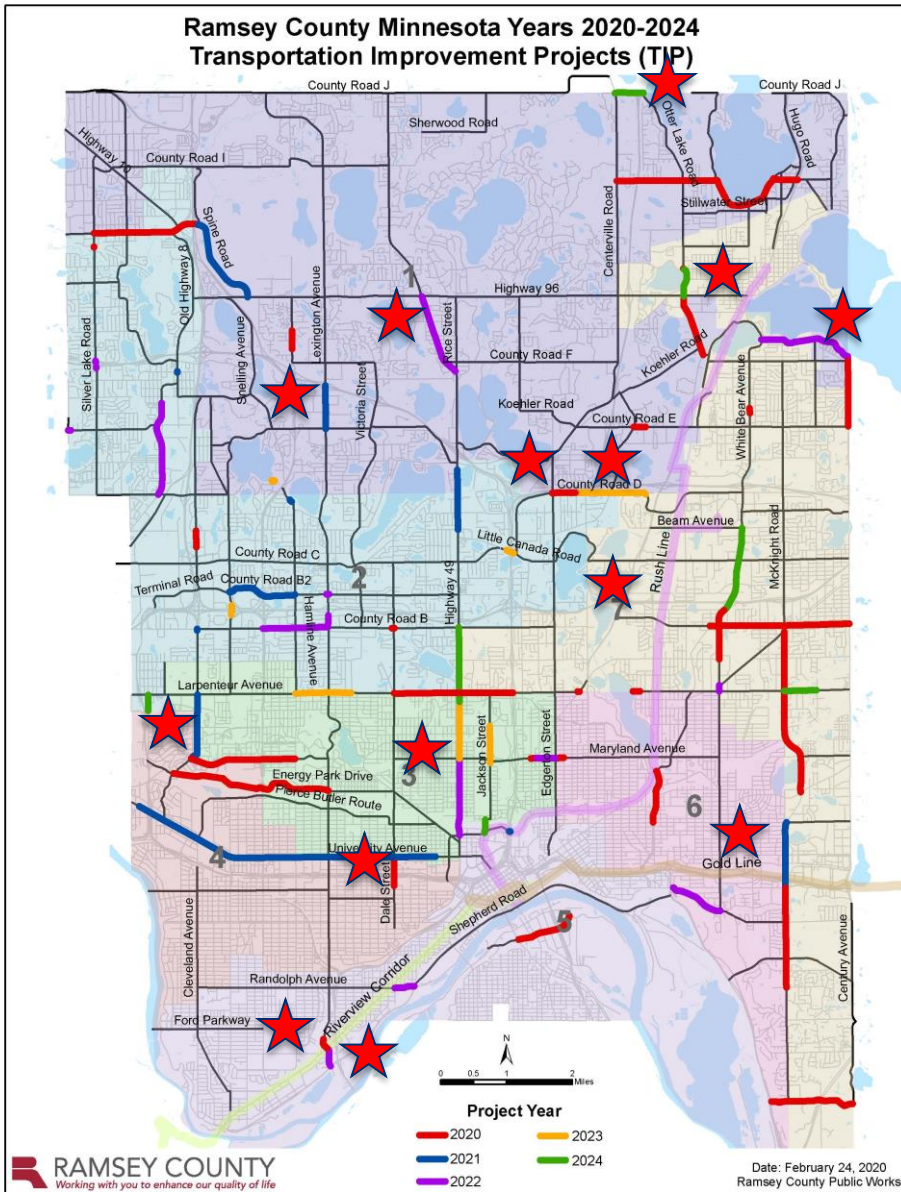 Ramsey County Minnesota Years 2020-2024
Transportation Improvement Projects (TIP)
County Road J
County Road J
Sherwood Road
Otter Lake Road
Hugo Road
Highway 10
County Road I
Centerville Road
Stillwater Street
Spine Road
Old Highway 8
Silver Lake Road
Snelling Avenue
Lexington Avenue
1
Highway 96
Rice Street
County Road F
Koehler Road
Victoria Street
Koehler Road
County Road E
White Bear Avenue
County Road D
Beam Avenue
Little Canada Road
Rush Line
McKnight Road
County Road C
Terminal Road
County Road B2
2
Highway 49
Hamline Avenue
County Road B
7
Larpenteur Avenue
Jackson Street
Edgerton Street
Maryland Avenue
3
Energy Park Drive
Pierce Butler Route
6
4
University Avenue
Gold Line
Dale Street
Shepherd Road
5
Cleveland Avenue
Century Avenue
Randolph Avenue
Riverview Corridor
Ford Parkway
N
0 0.5 1 2
Miles
Project Year
2020
2023
2021
2024
2022
RAMSEY COUNTY
Working with you to enhance our quality of life
Date: February 24, 2020
Ramsey County Public Works